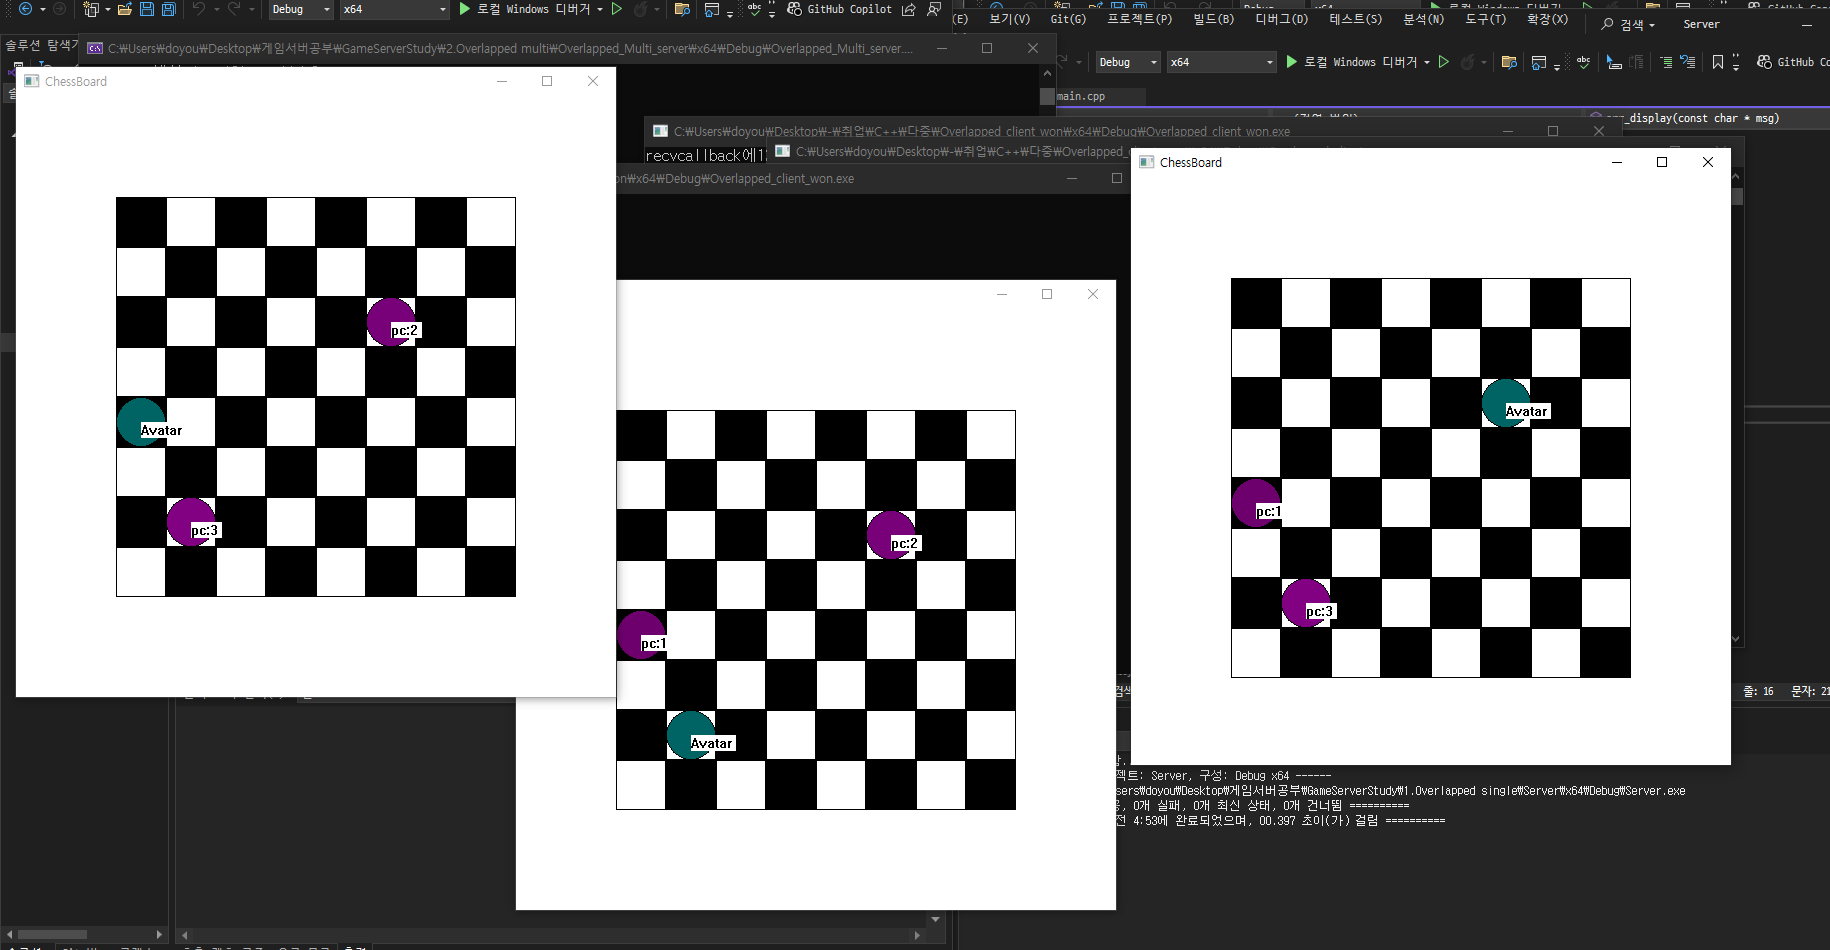 Debug
x64
로컬 Windows 디버거
GitHub Copilot
(E) 보기(V) Git(G) 프로젝트(P) 빌드(B) 디버그(D) 테스트(S) 분석(N) 도구(T) 확장(X) 검색 Server
솔루션 탐색기
C:\Users\doyou\Desktop\게임서버공부\GameServerStudy\2.Overlapped multi\Overlapped_Multi_server\x64\Debug\Overlapped_Multi_server....
Debug
x64
로컬 Windows 디버거
GitHub Co
ChessBoard
main.cpp
_display(const char * msg)
C:\Users\doyou\Desktop\-\취업\C++\다중\Overlapped_client_won\x64\Debug\Overlapped_client_won.exe
recvcallback에1
C:\Users\doyou\Desktop\-\취업\C++\다중\Overlapped_c
ChessBoard
on\x64\Debug\Overlapped_client_won.exe
pc:2
Avatar
pc:3
pc:2
pc:1
Avatar
Avatar
pc:1
pc:3
줄: 16 문자: 21
젝트: Server, 구성: Debug x64 ------
sers\doyou\Desktop\게임서버공부\GameServerStudy\1.Overlapped single\Server\x64\Debug\Server.exe
, 0개 실패, 0개 최신 상태, 0개 건너뜀 ==========
전 4:53에 완료되었으며, 00.397 초이(가) 걸림 ==========